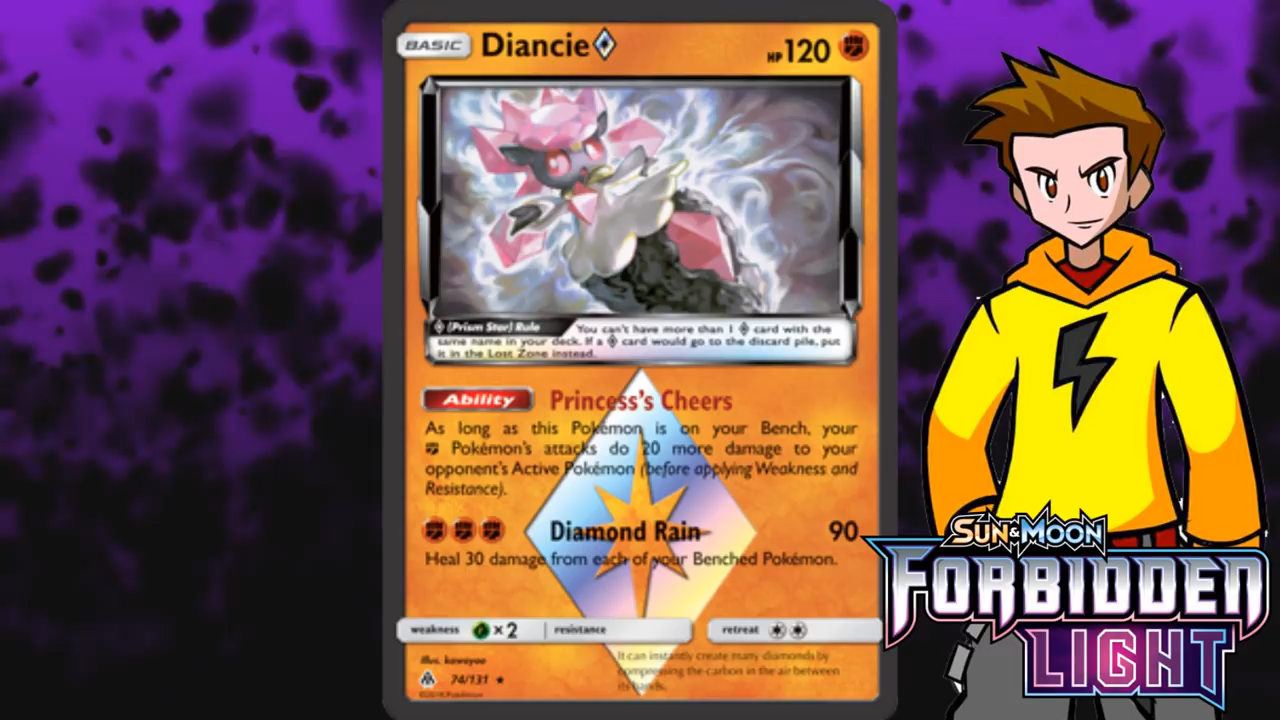 BASIC Diancie HP 120
[Prism Star] Rule You can't have more than 1 card with the
same name in your deck. If a card would go to the discard pile, put
it in the Lost Zone instead.
Ability Princess's Cheers
As long as this Pokémon is on your Bench, your
Pokémon's attacks do 20 more damage to your
opponent's Active Pokémon (before applying Weakness and
Resistance).
Diamond Rain 90
Heal 30 damage from each of your Benched Pokémon.
weakness ×2 resistance retreat
Illus. kawayoo
74/131
©2018 Pokémon
It can instantly create many diamonds by
compressing the carbon in the air between
its hands.
SUN & MOON
FORBIDDEN
LIGHT